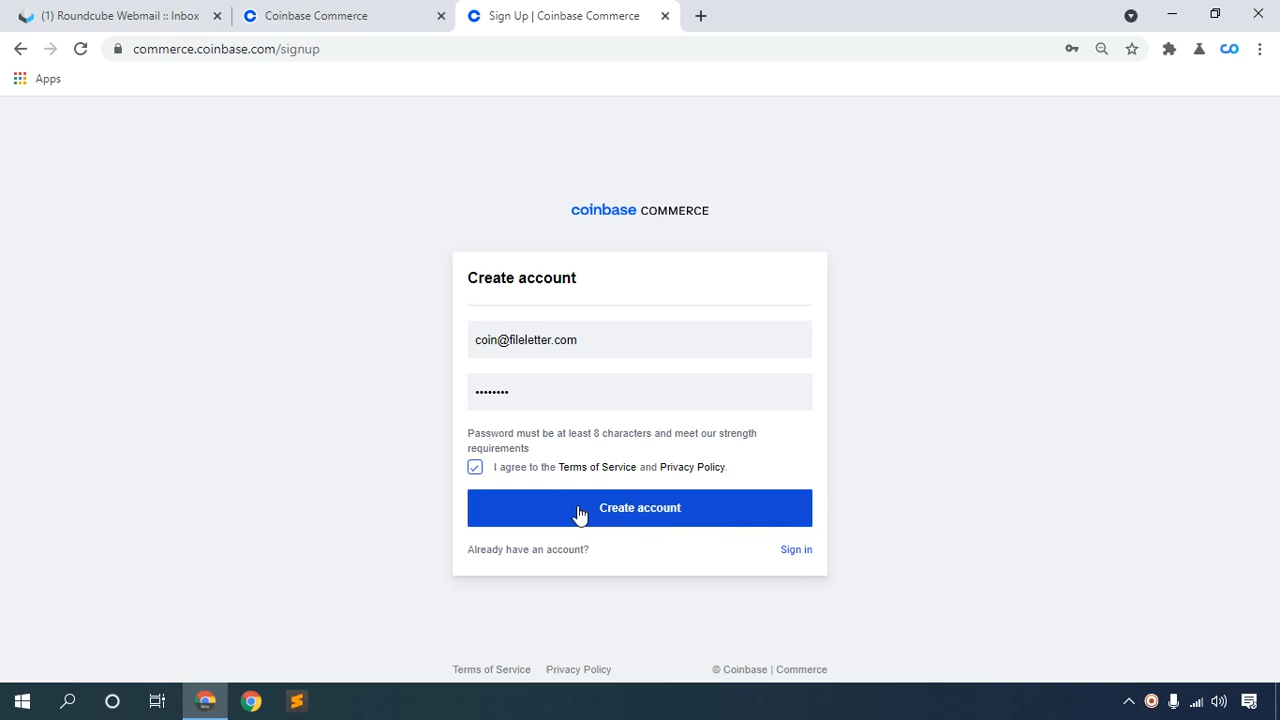 (1) Roundcube Webmail :: Inbox
Coinbase Commerce
Sign Up | Coinbase Commerce
commerce.coinbase.com/signup
Apps
coinbase COMMERCE
Create account
coin@fileletter.com
••••••••
Password must be at least 8 characters and meet our strength
requirements
I agree to the Terms of Service and Privacy Policy.
Create account
Already have an account? Sign in
Terms of Service Privacy Policy © Coinbase | Commerce